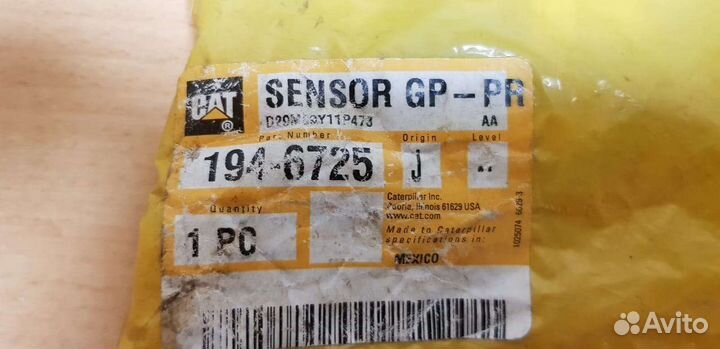 CAT®
SENSOR GP-PR
D29M09Y11P473 AA
Part Number Origin Level
194-6725 J ..
Caterpillar Inc.
Peoria, Illinois 61629 USA
www.cat.com
Quantity
1 PC
Made to Caterpillar
specifications in:
MEXICO
Avito